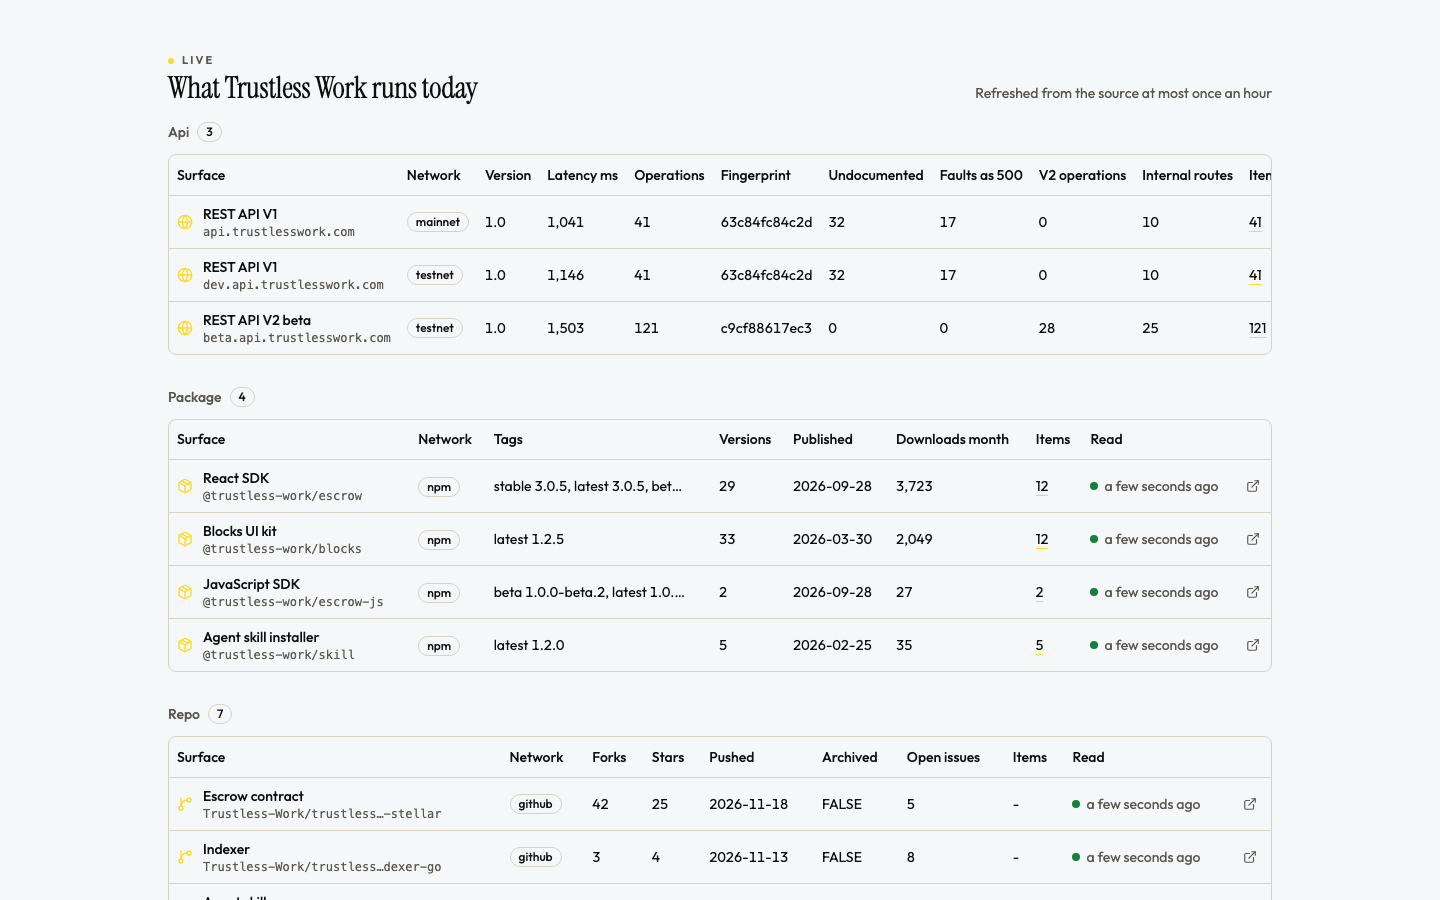 LIVE
What Trustless Work runs today
Refreshed from the source at most once an hour
Api 3
Surface Network Version Latency ms Operations Fingerprint Undocumented Faults as 500 V2 operations Internal routes Iten
REST API V1
api.trustlesswork.com
mainnet 1.0 1,041 41 63c84fc84c2d 32 17 0 10 41
REST API V1
dev.api.trustlesswork.com
testnet 1.0 1,146 41 63c84fc84c2d 32 17 0 10 41
REST API V2 beta
beta.api.trustlesswork.com
testnet 1.0 1,503 121 c9cf88617ec3 0 0 28 25 121
Package 4
Surface Network Tags Versions Published Downloads month Items Read
React SDK
@trustless-work/escrow
npm stable 3.0.5, latest 3.0.5, bet... 29 2026-09-28 3,723 12 a few seconds ago
Blocks UI kit
@trustless-work/blocks
npm latest 1.2.5 33 2026-03-30 2,049 12 a few seconds ago
JavaScript SDK
@trustless-work/escrow-js
npm beta 1.0.0-beta.2, latest 1.0.... 2 2026-09-28 27 2 a few seconds ago
Agent skill installer
@trustless-work/skill
npm latest 1.2.0 5 2026-02-25 35 5 a few seconds ago
Repo 7
Surface Network Forks Stars Pushed Archived Open issues Items Read
Escrow contract
Trustless-Work/trustless…-stellar
github 42 25 2026-11-18 FALSE 5 - a few seconds ago
Indexer
Trustless-Work/trustless…dexer-go
github 3 4 2026-11-13 FALSE 8 - a few seconds ago